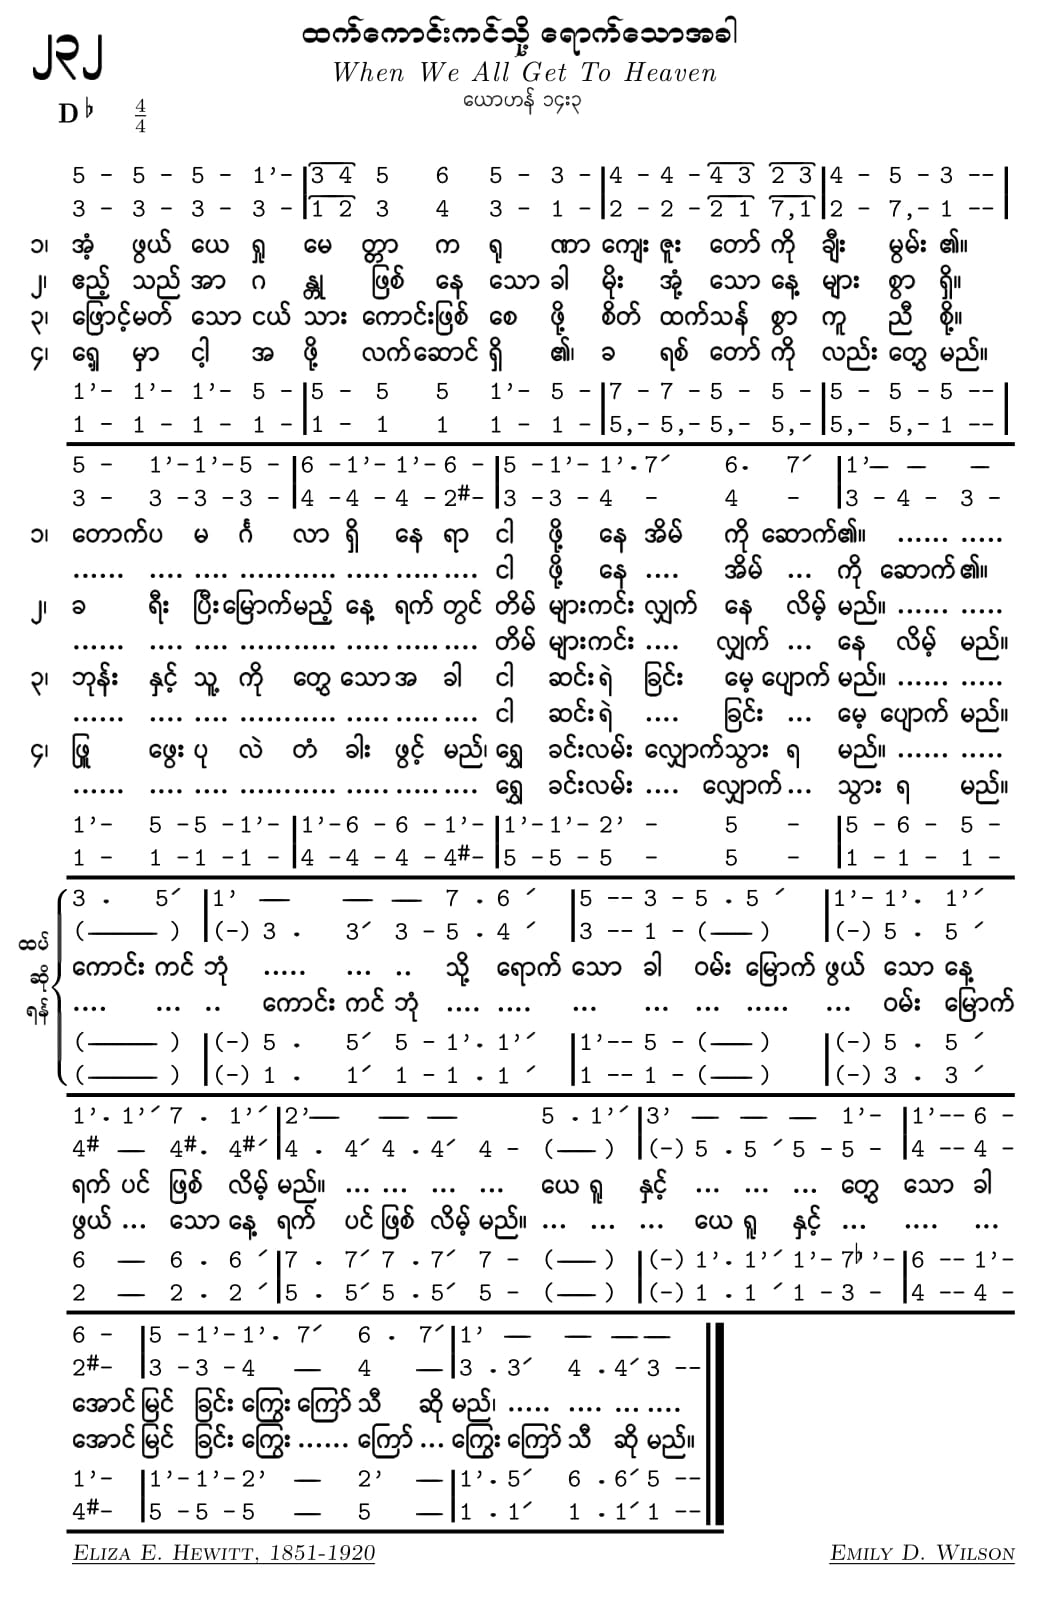 ၂၃၂
ထက်ကောင်းကင်သို့ ရောက်သောအခါ
When We All Get To Heaven
ယောဟန် ၁၄း၃
D♭ 4/4
5 - 5 - 5 - 1’- |3 4 5 6 5 - 3 - |4 - 4 - 4 3 2 3 |4 - 5 - 3 -- |
3 - 3 - 3 - 3 - |1 2 3 4 3 - 1 - |2 - 2 - 2 1 7,1 |2 - 7,- 1 -- |
၁၊ အံ့ ဖွယ် ယေ ရှု မေ တ္တာ က ရု ဏာ ကျေး ဇူး တော် ကို ချီး မွမ်း ၏။
၂၊ ဧည့် သည် အာ ဂ န္တု ဖြစ် နေ သော ခါ မိုး အုံ့ သော နေ့ များ စွာ ရှိ။
၃၊ ဖြောင့်မတ် သော ငယ် သား ကောင်းဖြစ် စေ ဖို့ စိတ် ထက်သန် စွာ ကူ ညီ စို့။
၄၊ ရှေ့ မှာ ငါ့ အ ဖို့ လက်ဆောင် ရှိ ၏၊ ခ ရစ် တော် ကို လည်း တွေ့ မည်။
1’- 1’- 1’- 5 - |5 - 5 5 1’- 5 - |7 - 7 - 5 - 5 - |5 - 5 - 5 -- |
1 - 1 - 1 - 1 - |1 - 1 1 1 - 1 - |5,- 5,- 5,- 5,- |5,- 5,- 1 -- |
5 - 1’-1’-5 - |6 -1’- 1’-6 - |5 -1’- 1’.7ˊ 6. 7ˊ |1’— — —
3 - 3 -3 -3 - |4 -4 - 4 -2#- |3 -3 - 4 - 4 - |3 - 4 - 3 -
၁၊ တောက်ပ မ င်္ဂ လာ ရှိ နေ ရာ ငါ ဖို့ နေ အိမ် ကို ဆောက်၏။ ...... .....
...... .... .... ............ ..... ..... .... ငါ ဖို့ နေ .... အိမ် ... ကို ဆောက် ၏။
၂၊ ခ ရီး ပြီးမြောက်မည့် နေ့ ရက် တွင် တိမ် များကင်း လျှက် နေ လိမ့် မည်။ ...... .....
...... .... .... ............ ..... ..... .... တိမ် များကင်း .... လျှက် ... နေ လိမ့် မည်။
၃၊ ဘုန်း နှင့် သူ့ ကို တွေ့ သောအ ခါ ငါ ဆင်းရဲ ခြင်း မေ့ ပျောက် မည်။ ...... .....
...... .... .... ............ ..... ..... .... ငါ ဆင်းရဲ .... ခြင်း ... မေ့ ပျောက် မည်။
၄၊ ဖြူ ဖွေး ပု လဲ တံ ခါး ဖွင့် မည်၊ ရွှေ ခင်းလမ်း လျှောက်သွား ရ မည်။ ...... .....
...... .... .... ............ ..... ..... .... ရွှေ ခင်းလမ်း .... လျှောက် ... သွား ရ မည်။
1’- 5 -5 -1’- |1’-6 - 6 -1’- |1’-1’- 2’ - 5 - |5 - 6 - 5 -
1 - 1 -1 -1 - |4 -4 - 4 -4#- |5 -5 - 5 - 5 - |1 - 1 - 1 -
3 . 5ˊ |1’ — — — 7 . 6 ˊ |5 -- 3 - 5 . 5 ˊ |1’- 1’. 1’ˊ
(—— ) |(-) 3 . 3ˊ 3 - 5 . 4 ˊ |3 -- 1 - (—— ) |(-) 5 . 5 ˊ
ထပ်ဆိုရန်
ကောင်း ကင် ဘုံ ..... ... .. သို့ ရောက် သော ခါ ဝမ်း မြောက် ဖွယ် သော နေ့
.... ... .. ကောင်း ကင် ဘုံ .... .... ... ... ... ..... ... ဝမ်း မြောက်
(—— ) |(-) 5 . 5ˊ 5 - 1’. 1’ˊ |1’-- 5 - (—— ) |(-) 5 . 5 ˊ
(—— ) |(-) 1 . 1ˊ 1 - 1 . 1 ˊ |1 -- 1 - (—— ) |(-) 3 . 3 ˊ
1’. 1’ˊ 7 . 1’ˊ |2’— — — 5 . 1’ˊ |3’ — — — 1’- |1’-- 6 -
4# — 4#. 4#ˊ |4 . 4ˊ 4 . 4ˊ 4 - (—— ) |(-) 5 . 5 ˊ 5 - 5 - |4 -- 4 -
ရက် ပင် ဖြစ် လိမ့် မည်။ ... ... ... ... ယေ ရှု နှင့် ... ... ... တွေ့ သော ခါ
ဖွယ် ... သော နေ့ ရက် ပင် ဖြစ် လိမ့် မည်။ ... ... ... ယေ ရှု နှင့် ... .... ...
6 — 6 . 6 ˊ |7 . 7ˊ 7 . 7ˊ 7 - (—— ) |(-) 1’. 1’ˊ 1’- 7♭’- |6 -- 1’-
2 — 2 . 2 ˊ |5 . 5ˊ 5 . 5ˊ 5 - (—— ) |(-) 1 . 1 ˊ 1 - 3 - |4 -- 4 -
6 - |5 -1’-1’. 7ˊ 6 . 7ˊ |1’ — — ——
2#- |3 -3 -4 — 4 — |3 .3ˊ 4 .4ˊ 3 --
အောင် မြင် ခြင်း ကြွေး ကြော် သီ ဆို မည်၊ ..... .... ... ....
အောင် မြင် ခြင်း ကြွေး ...... ကြော် ... ကြွေး ကြော် သီ ဆို မည်။
1’- |1’-1’-2’ — 2’ — |1’.5ˊ 6 .6ˊ 5 --
4#- |5 -5 -5 — 5 — |1 .1ˊ 1 .1ˊ 1 --
ELIZA E. HEWITT, 1851-1920
EMILY D. WILSON